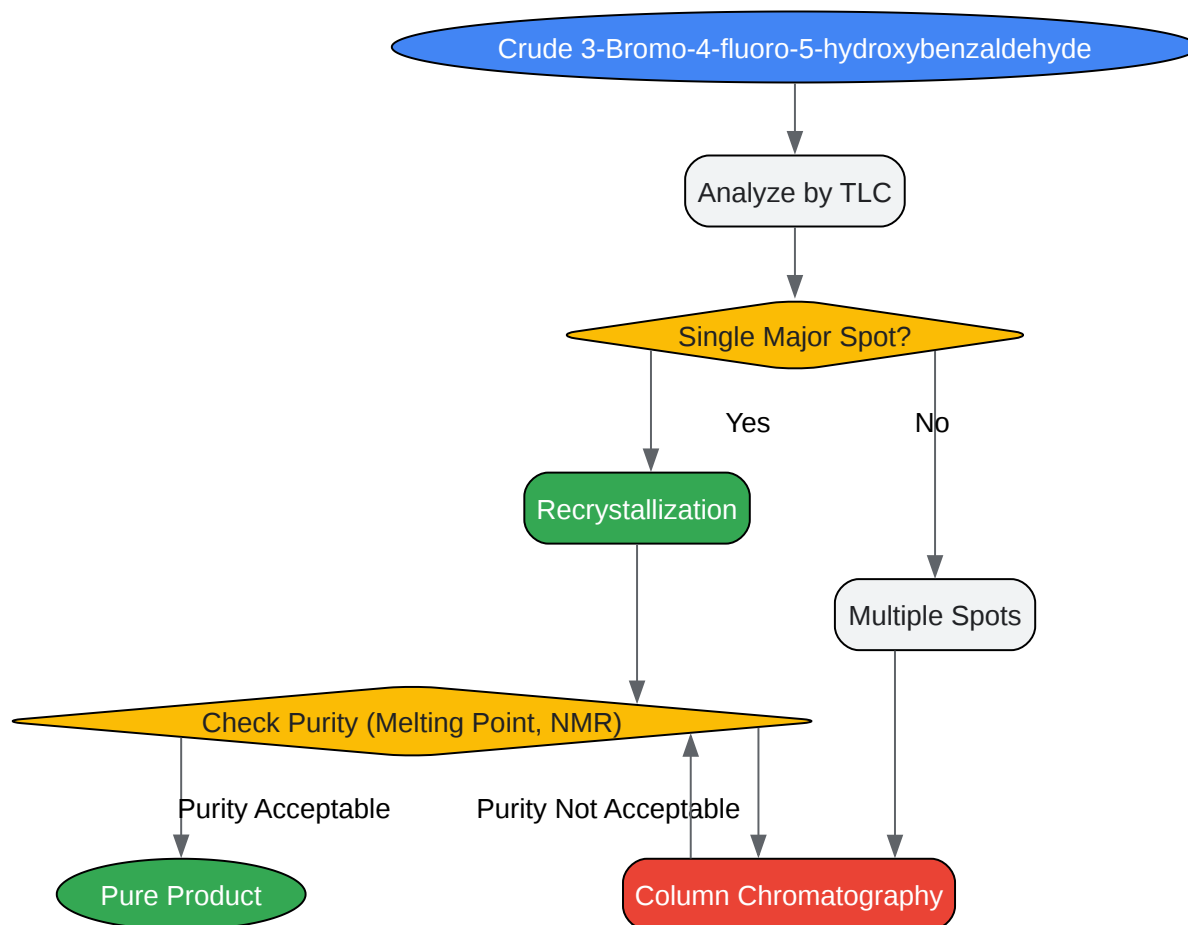 Crude 3-Bromo-4-fluoro-5-hydroxybenzaldehyde
Analyze by TLC
Single Major Spot?
Yes
No
Recrystallization
Multiple Spots
Check Purity (Melting Point, NMR)
Purity Acceptable
Purity Not Acceptable
Pure Product
Column Chromatography